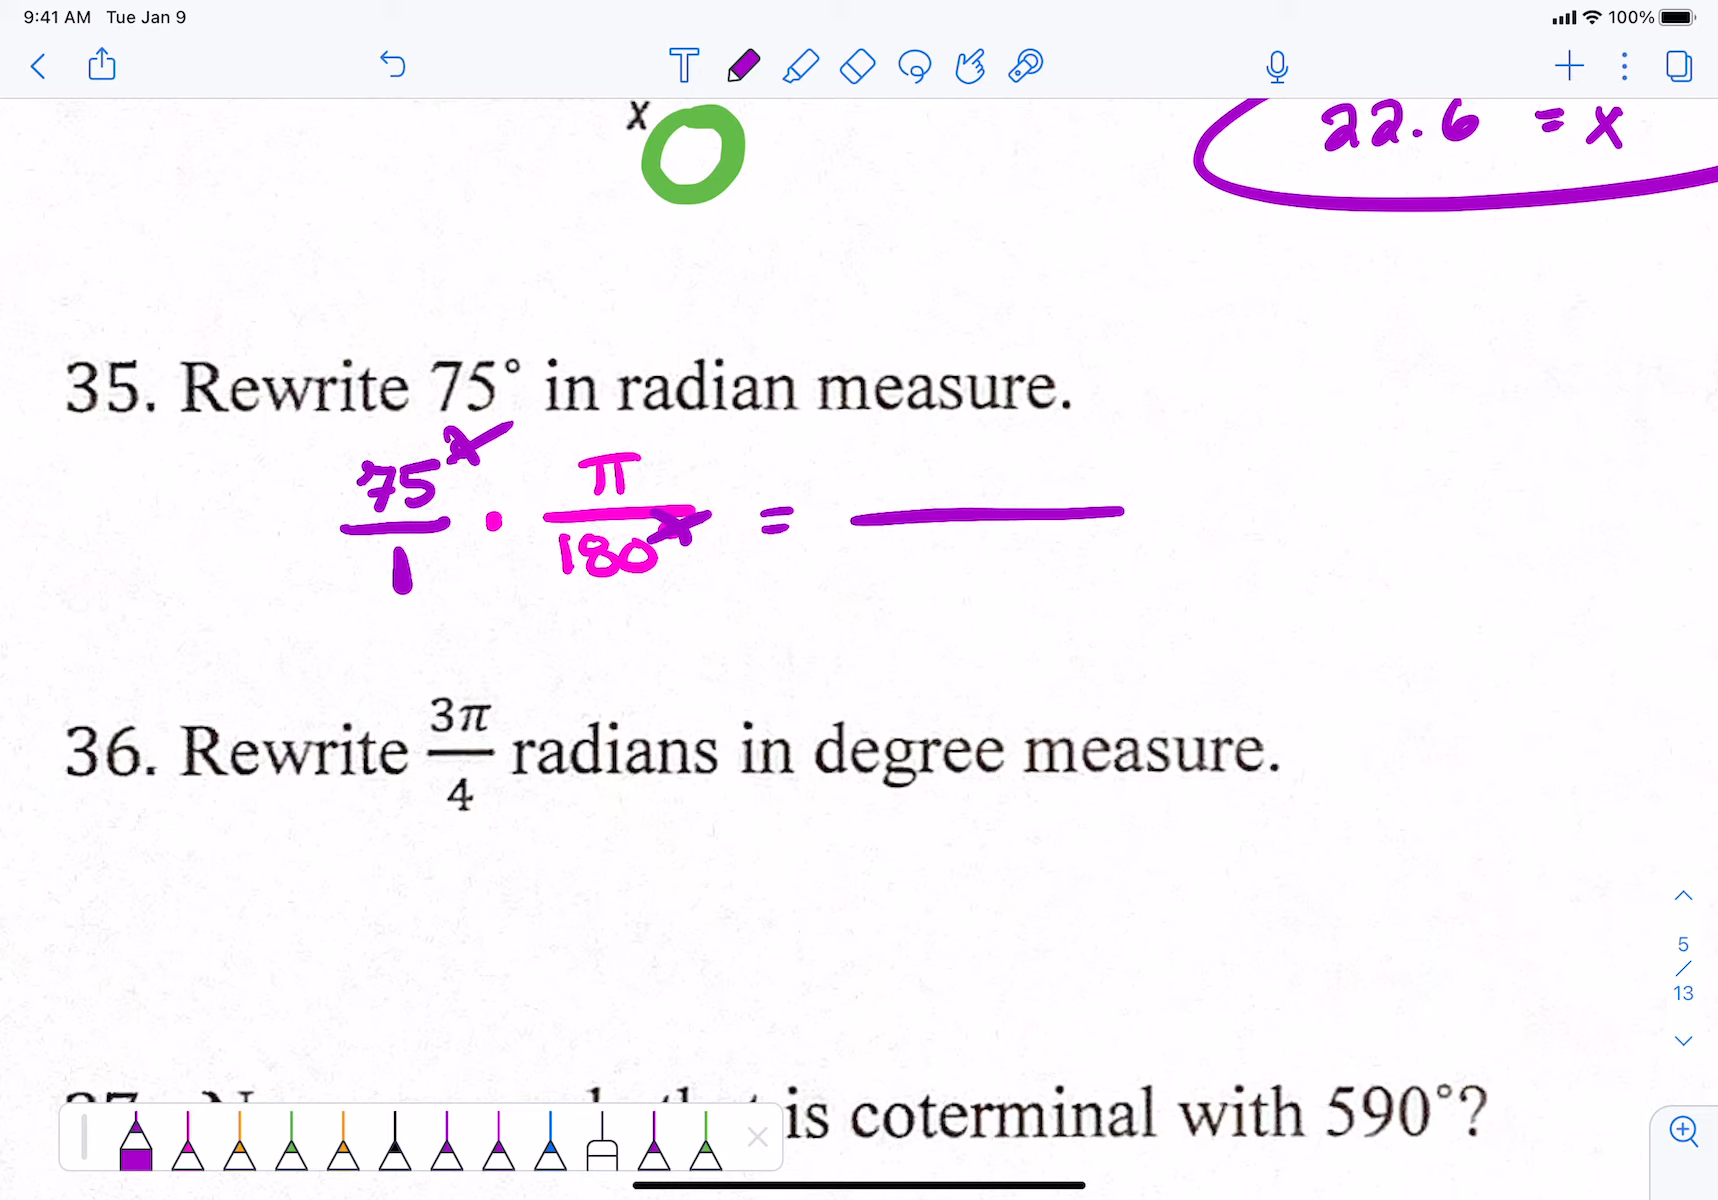 9:41 AM Tue Jan 9 100%
T
x
22.6 = x
35. Rewrite 75° in radian measure.
75° / 1 · π / 180° =
36. Rewrite 3π/4 radians in degree measure.
5 / 13
is coterminal with 590°?